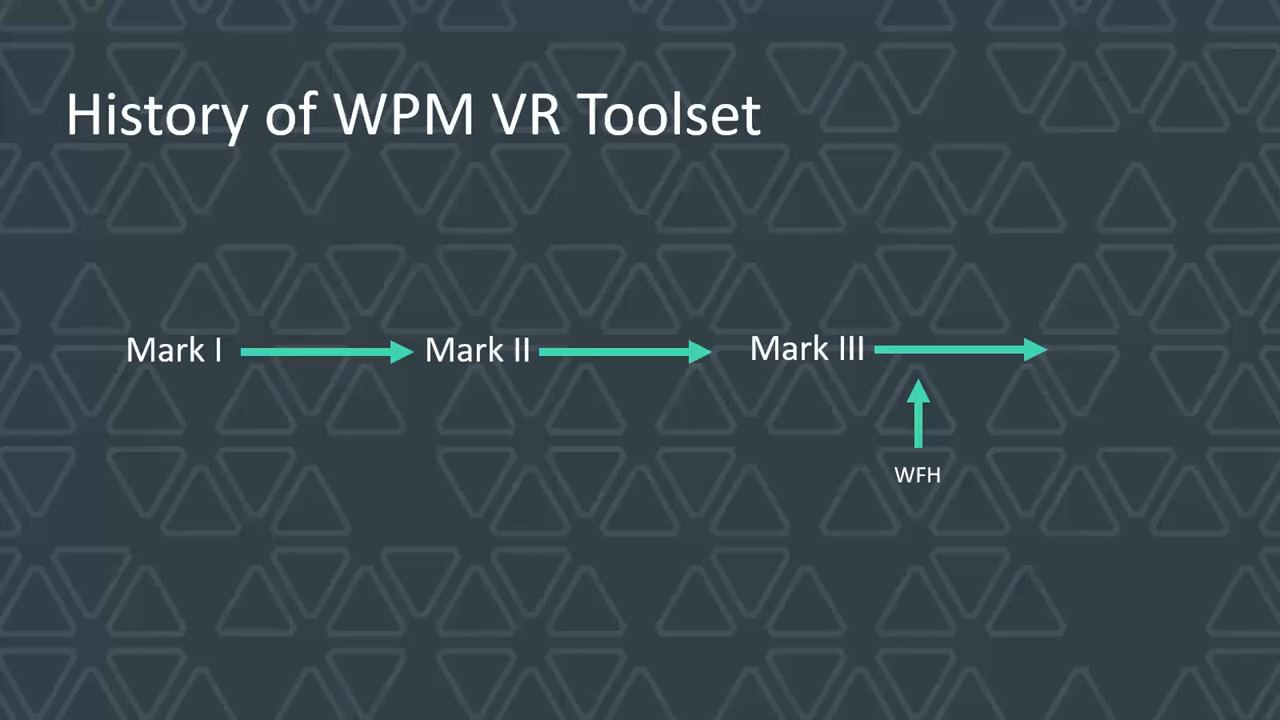 History of WPM VR Toolset
Mark I
Mark II
Mark III
WFH